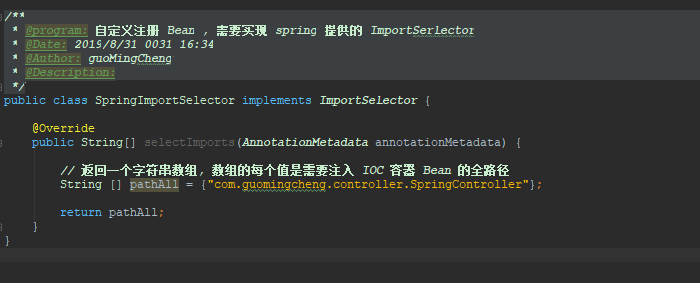 /**
* @program: 自定义注册 Bean , 需要实现 spring 提供的 ImportSerlector
* @Date: 2019/8/31 0031 16:34
* @Author: guoMingCheng
* @Description:
*/
public class SpringImportSelector implements ImportSelector {
@Override
public String[] selectImports(AnnotationMetadata annotationMetadata) {
// 返回一个字符串数组, 数组的每个值是需要注入 IOC 容器 Bean 的全路径
String [] pathAll = {"com.guomingcheng.controller.SpringController"};
return pathAll;
}
}